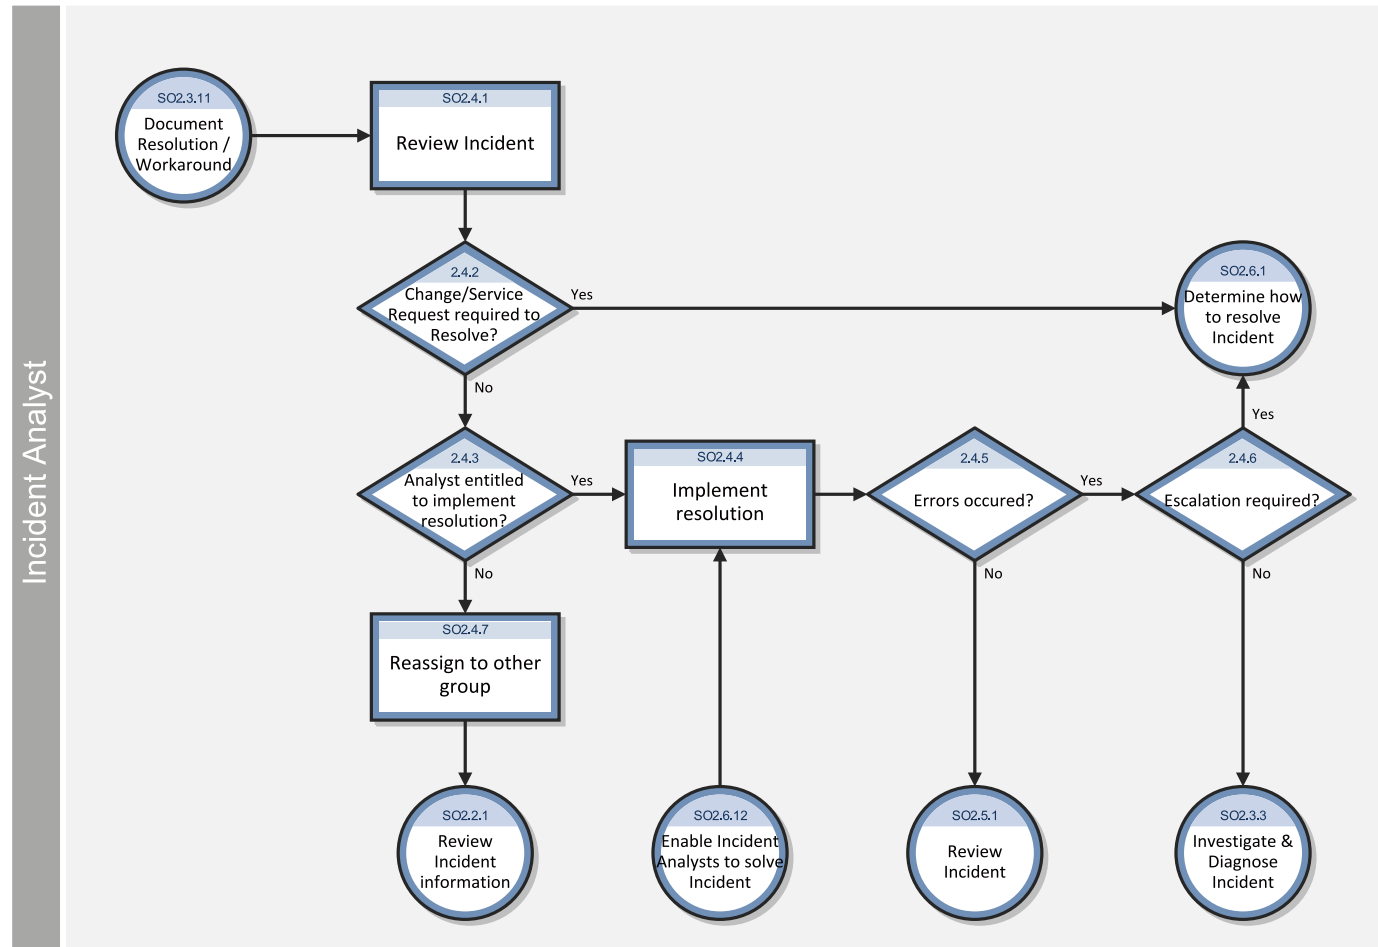 Incident Analyst
SO2.3.11
Document
Resolution /
Workaround
SO2.4.1
Review Incident
2.4.2
Change/Service
Request required to
Resolve?
Yes
No
SO2.6.1
Determine how
to resolve
Incident
2.4.3
Analyst entitled
to implement
resolution?
Yes
No
SO2.4.4
Implement
resolution
2.4.5
Errors occured?
Yes
No
2.4.6
Escalation required?
Yes
No
SO2.4.7
Reassign to other
group
SO2.2.1
Review
Incident
information
SO2.6.12
Enable Incident
Analysts to solve
Incident
SO2.5.1
Review
Incident
SO2.3.3
Investigate &
Diagnose
Incident